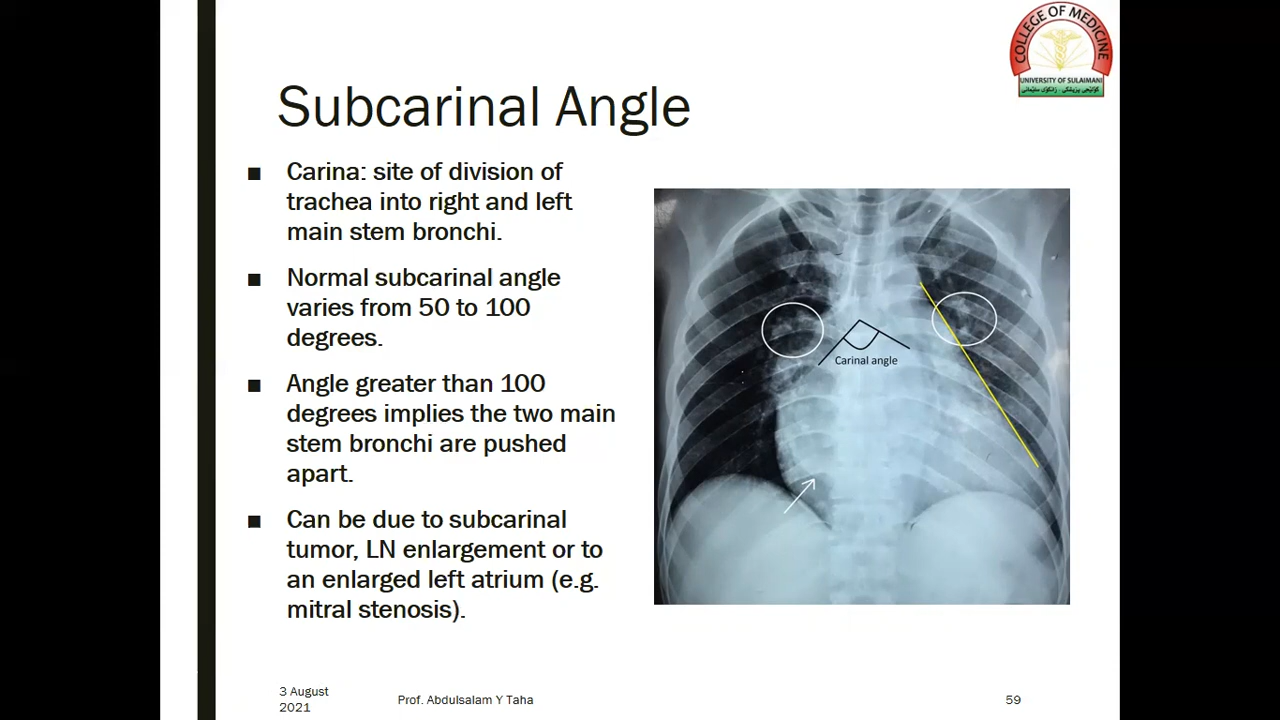 COLLEGE OF MEDICINE
UNIVERSITY OF SULAIMANI
Subcarinal Angle
■ Carina: site of division of
trachea into right and left
main stem bronchi.
■ Normal subcarinal angle
varies from 50 to 100
degrees.
■ Angle greater than 100
degrees implies the two main
stem bronchi are pushed
apart.
■ Can be due to subcarinal
tumor, LN enlargement or to
an enlarged left atrium (e.g.
mitral stenosis).
Carinal angle
3 August
2021
Prof. Abdulsalam Y Taha
59